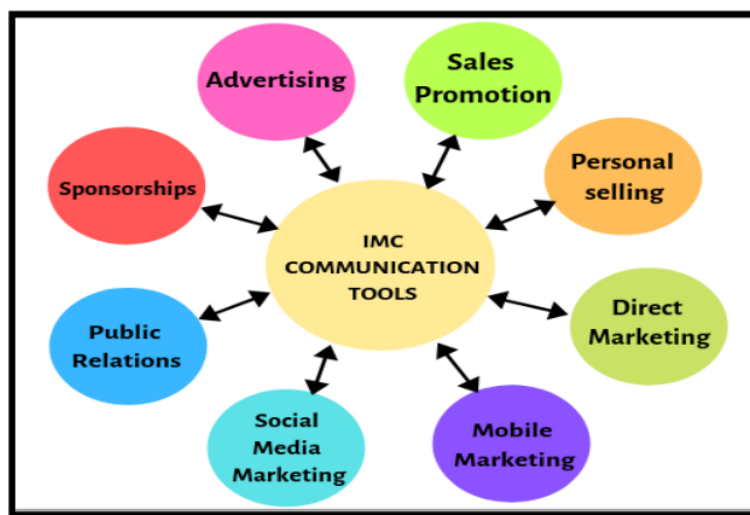 Advertising
Sales
Promotion
Personal
selling
Direct
Marketing
Mobile
Marketing
Social
Media
Marketing
Public
Relations
Sponsorships
IMC
COMMUNICATION
TOOLS